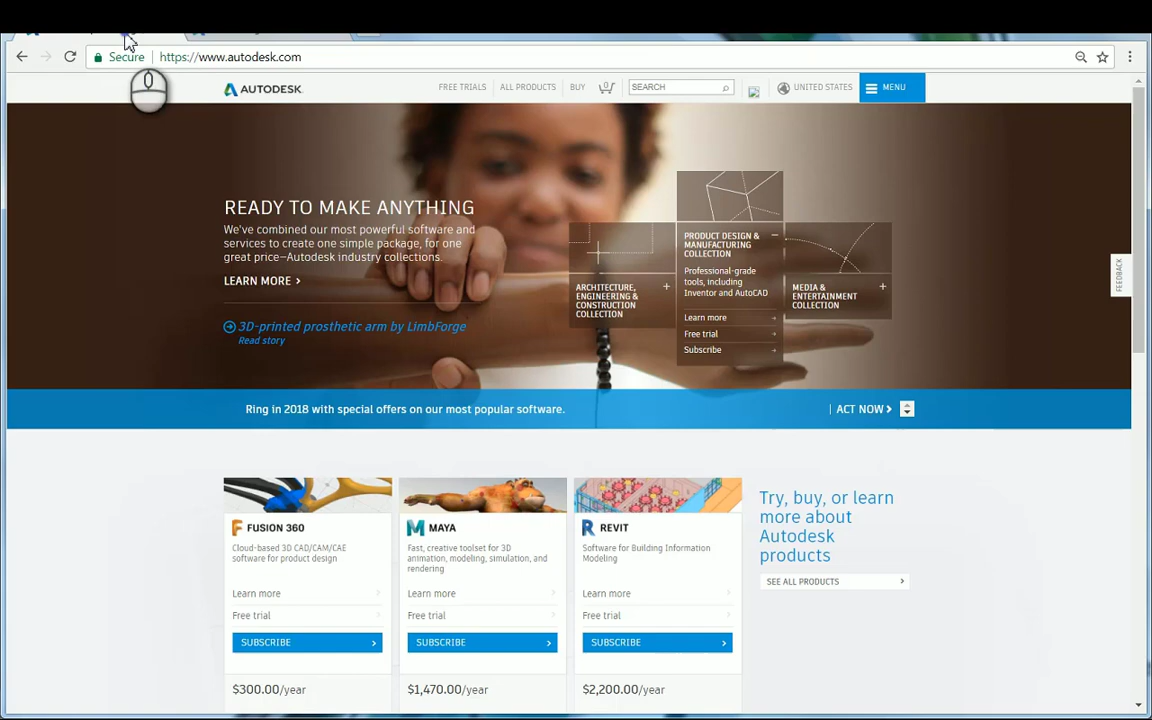 Secure
https://www.autodesk.com
AUTODESK
FREE TRIALS
ALL PRODUCTS
BUY
0
SEARCH
UNITED STATES
MENU
READY TO MAKE ANYTHING
We've combined our most powerful software and
services to create one simple package, for one
great price—Autodesk industry collections.
LEARN MORE >
3D-printed prosthetic arm by LimbForge
Read story
ARCHITECTURE,
ENGINEERING &
CONSTRUCTION
COLLECTION
PRODUCT DESIGN &
MANUFACTURING
COLLECTION
Professional-grade
tools, including
Inventor and AutoCAD
Learn more
Free trial
Subscribe
MEDIA &
ENTERTAINMENT
COLLECTION
FEEDBACK
Ring in 2018 with special offers on our most popular software.
ACT NOW >
FUSION 360
Cloud-based 3D CAD/CAM/CAE
software for product design
Learn more
Free trial
SUBSCRIBE
$300.00/year
MAYA
Fast, creative toolset for 3D
animation, modeling, simulation, and
rendering
Learn more
Free trial
SUBSCRIBE
$1,470.00/year
REVIT
Software for Building Information
Modeling
Learn more
Free trial
SUBSCRIBE
$2,200.00/year
Try, buy, or learn
more about
Autodesk
products
SEE ALL PRODUCTS